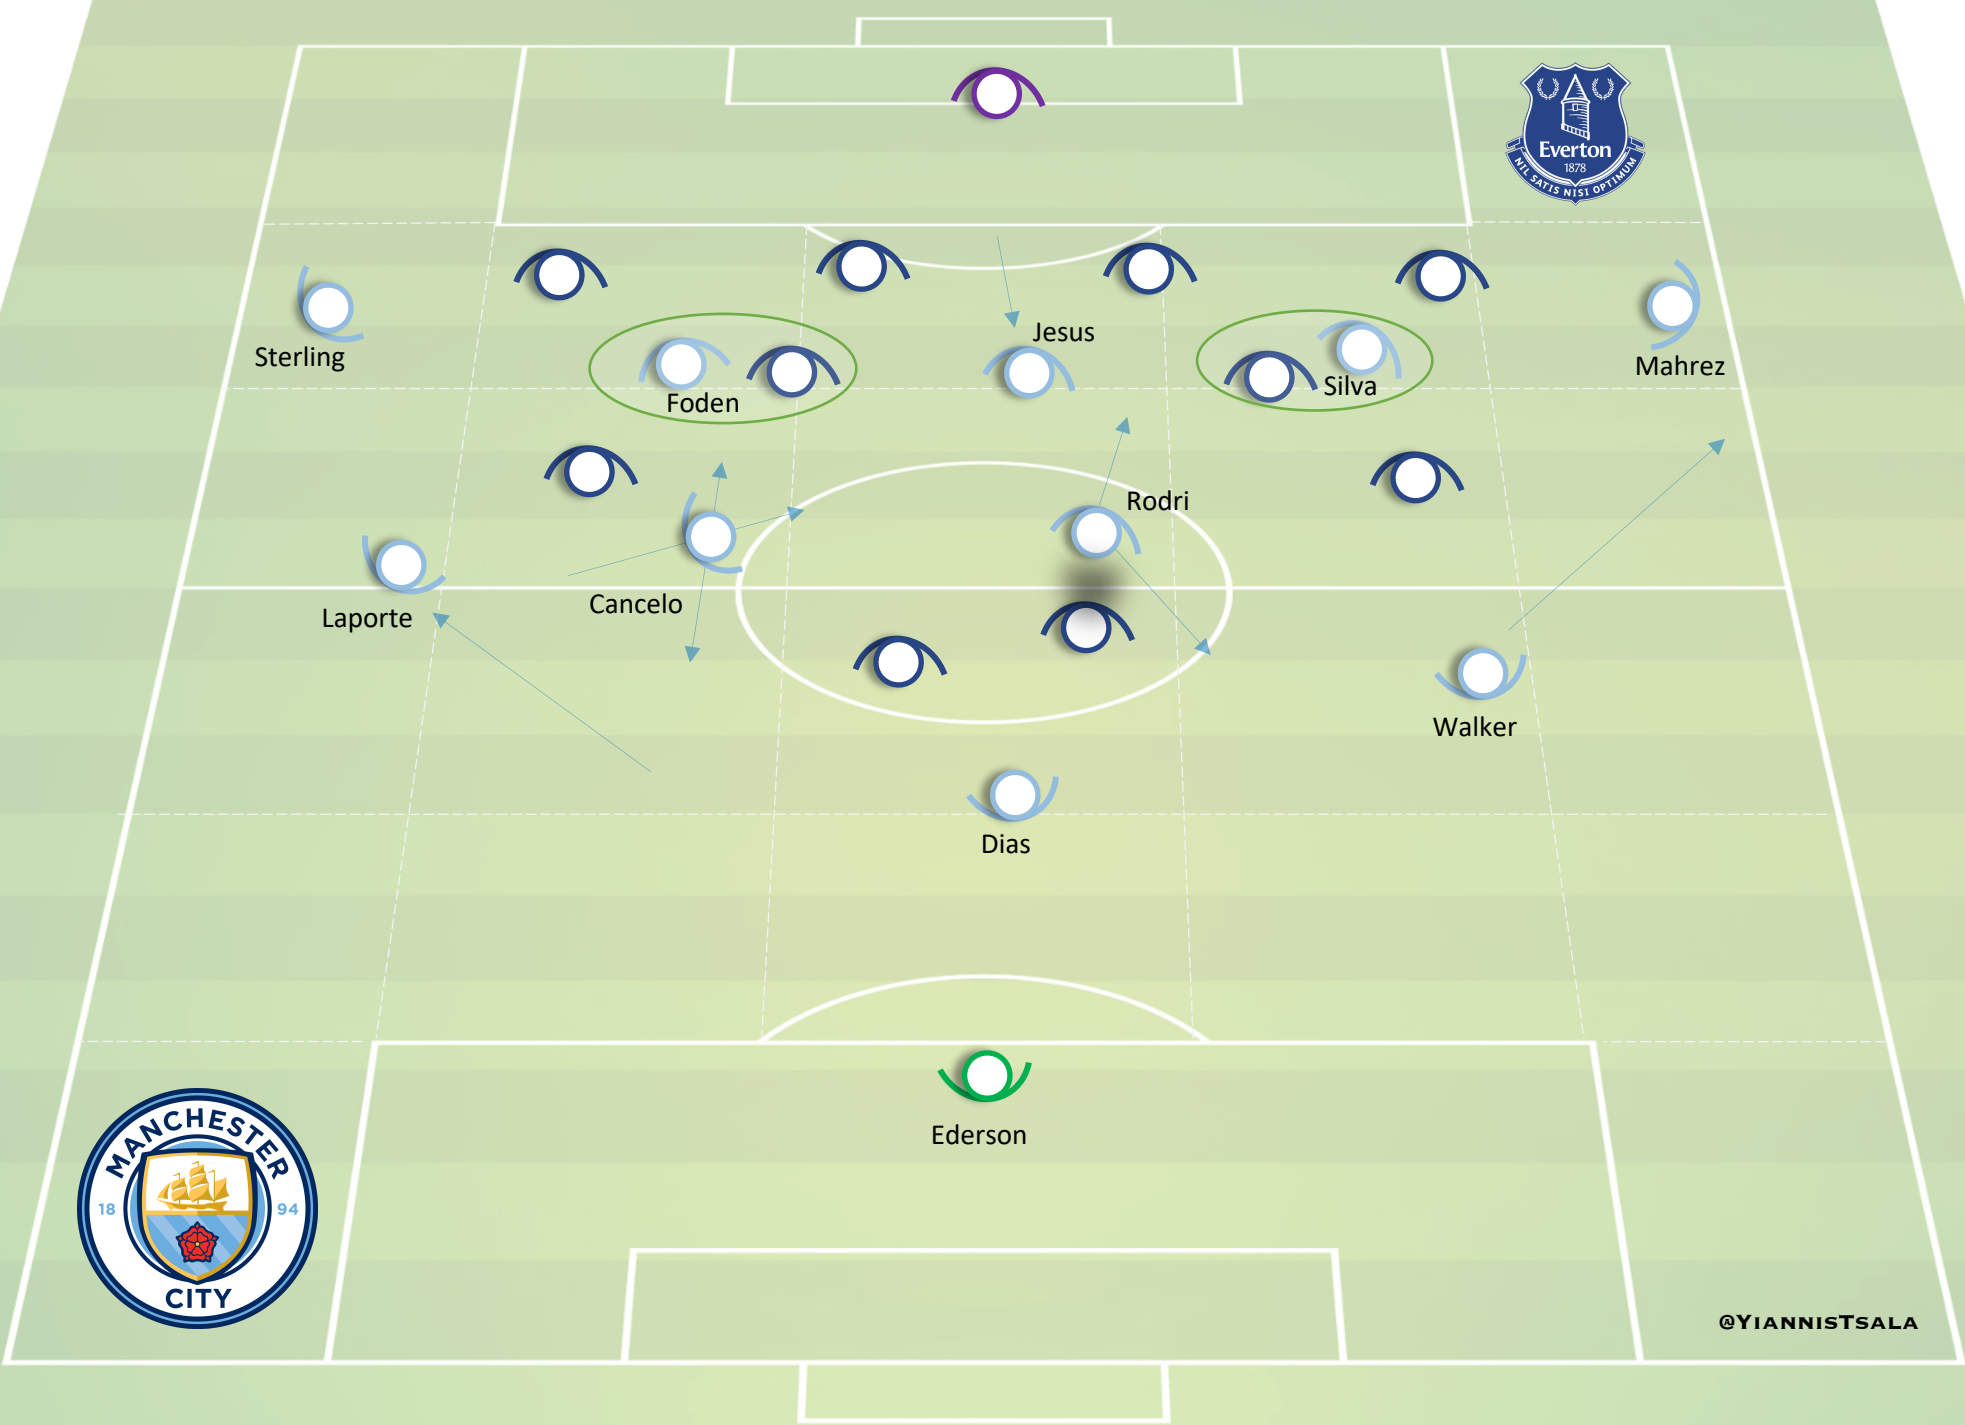 Everton
1878
NIL SATIS NISI OPTIMUM
Jesus
Sterling
Mahrez
Foden
Silva
Rodri
Laporte
Cancelo
Walker
Dias
Ederson
MANCHESTER
18 94
CITY
@YiannisTsala